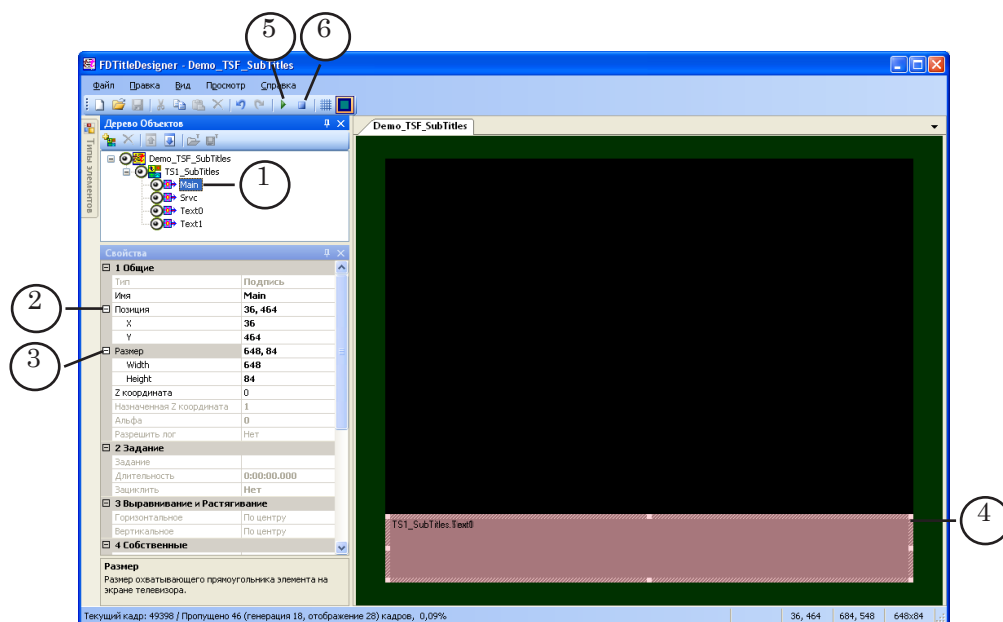 5 6
FDTitleDesigner - Demo_TSF_SubTitles
Файл Правка Вид Просмотр Справка
Дерево Объектов
Demo_TSF_SubTitles
Типы элементов
Demo_TSF_SubTitles
TS1_SubTitles
Main
1
Srvc
Text0
Text1
Свойства
1 Общие
Тип Подпись
Имя Main
2
Позиция 36, 464
X 36
Y 464
3
Размер 648, 84
Width 648
Height 84
Z координата 0
Назначенная Z координата 1
Альфа 0
Разрешить лог Нет
2 Задание
Задание
Длительность 0:00:00.000
Зациклить Нет
3 Выравнивание и Растягивание
Горизонтальное По центру
Вертикальное По центру
4 Собственные
TS1_SubTitles.
4
Размер
Размер охватывающего прямоугольника элемента на
экране телевизора.
Текущий кадр: 49398 / Пропущено 46 (генерация 18, отображение 28) кадров, 0,09% 36, 464 684, 548 648x84